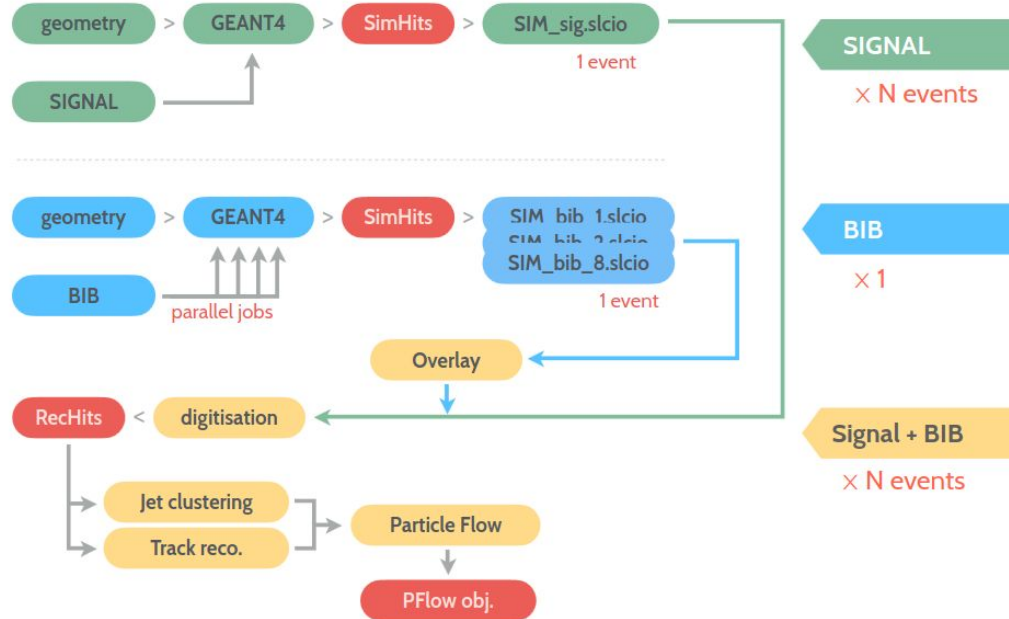 geometry > GEANT4 > SimHits > SIM_sig.slcio
1 event
SIGNAL
SIGNAL
× N events
geometry > GEANT4 > SimHits > SIM_bib_1.slcio
SIM_bib_2.slcio
SIM_bib_8.slcio
1 event
BIB
parallel jobs
BIB
× 1
Overlay
RecHits < digitisation
Signal + BIB
× N events
Jet clustering
Track reco.
Particle Flow
PFlow obj.